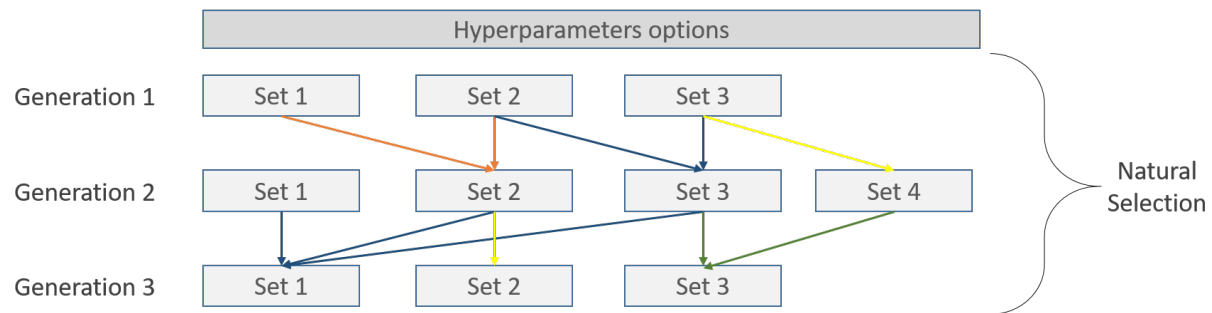 Hyperparameters options
Generation 1
Set 1
Set 2
Set 3
Generation 2
Set 1
Set 2
Set 3
Set 4
Natural
Selection
Generation 3
Set 1
Set 2
Set 3